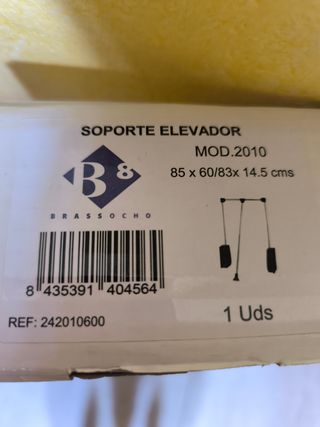 SOPORTE ELEVADOR
MOD.2010
85 x 60/83x 14.5 cms
B8
BRASSOCHO
8 435391 404564
REF: 242010600
1 Uds